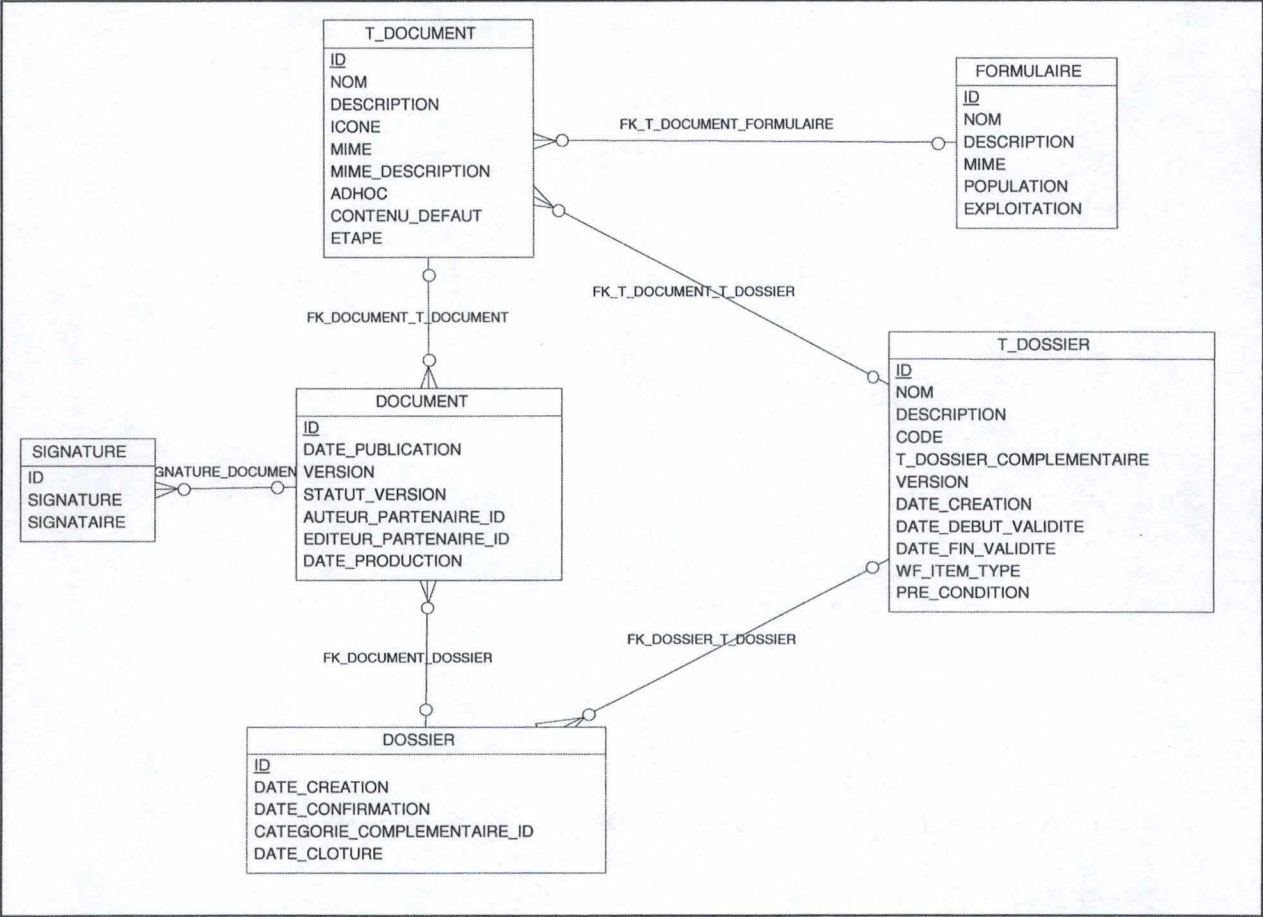 T_DOCUMENT
ID
NOM
DESCRIPTION
ICONE
MIME
MIME_DESCRIPTION
ADHOC
CONTENU_DEFAUT
ETAPE
FORMULAIRE
ID
NOM
DESCRIPTION
MIME
POPULATION
EXPLOITATION
FK_T_DOCUMENT_FORMULAIRE
FK_T_DOCUMENT_T_DOSSIER
FK_DOCUMENT_T_DOCUMENT
T_DOSSIER
ID
NOM
DESCRIPTION
CODE
T_DOSSIER_COMPLEMENTAIRE
VERSION
DATE_CREATION
DATE_DEBUT_VALIDITE
DATE_FIN_VALIDITE
WF_ITEM_TYPE
PRE_CONDITION
DOCUMENT
ID
DATE_PUBLICATION
VERSION
STATUT_VERSION
AUTEUR_PARTENAIRE_ID
EDITEUR_PARTENAIRE_ID
DATE_PRODUCTION
SIGNATURE
ID
SIGNATURE
SIGNATAIRE
GNATURE_DOCUMEN
FK_DOSSIER_T_DOSSIER
FK_DOCUMENT_DOSSIER
DOSSIER
ID
DATE_CREATION
DATE_CONFIRMATION
CATEGORIE_COMPLEMENTAIRE_ID
DATE_CLOTURE